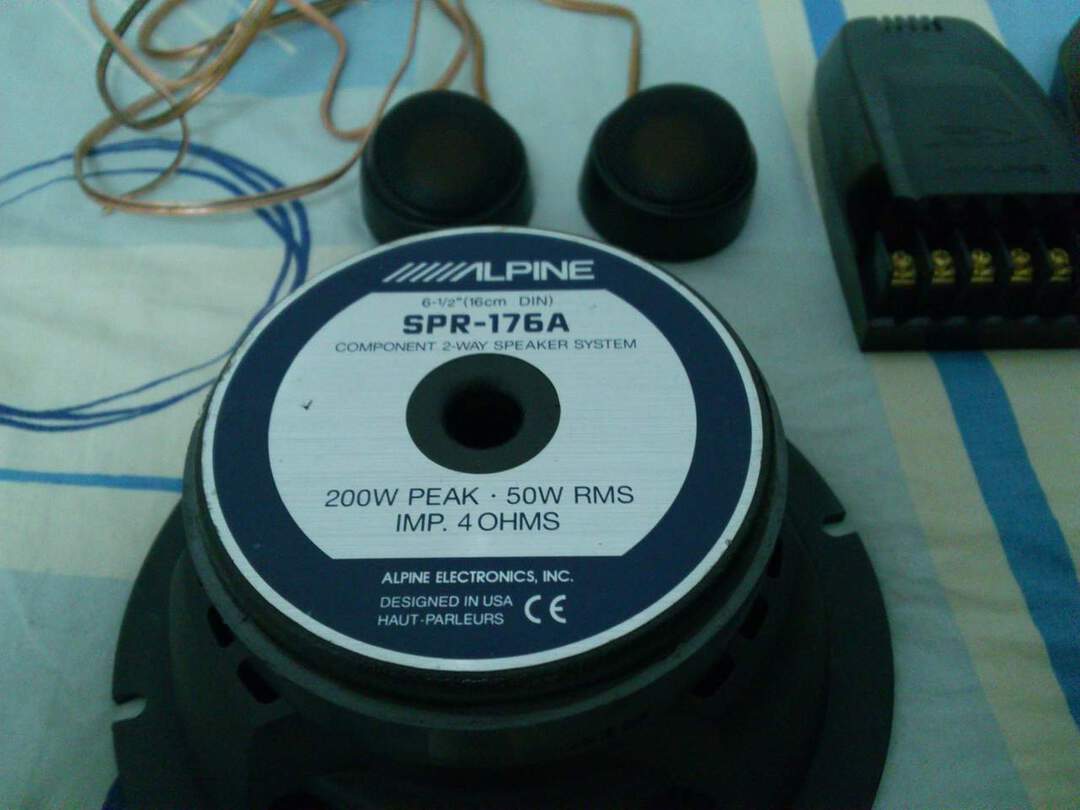 ALPINE
6-1/2"(16cm DIN)
SPR-176A
COMPONENT 2-WAY SPEAKER SYSTEM
200W PEAK · 50W RMS
IMP. 4 OHMS
ALPINE ELECTRONICS, INC.
DESIGNED IN USA
HAUT-PARLEURS
CE